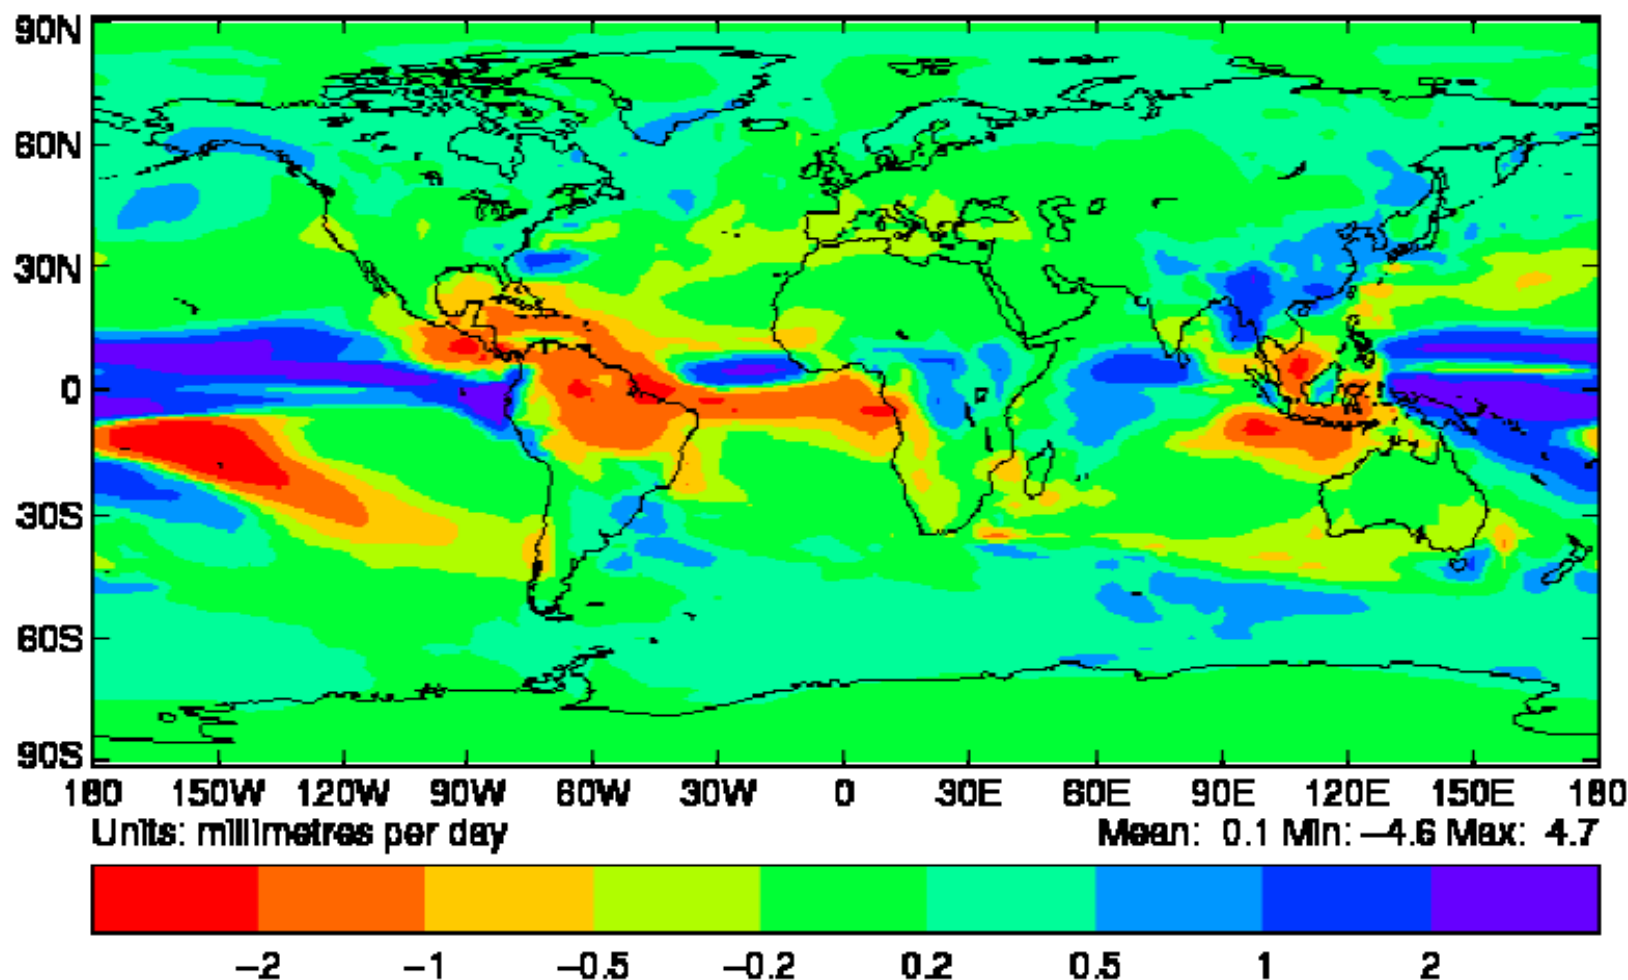 90N
60N
30N
0
30S
60S
90S
180 150W 120W 90W 60W 30W 0 30E 60E 90E 120E 150E 180
Units: millimetres per day Mean: 0.1 Min: −4.6 Max: 4.7
−2 −1 −0.5 −0.2 0.2 0.5 1 2